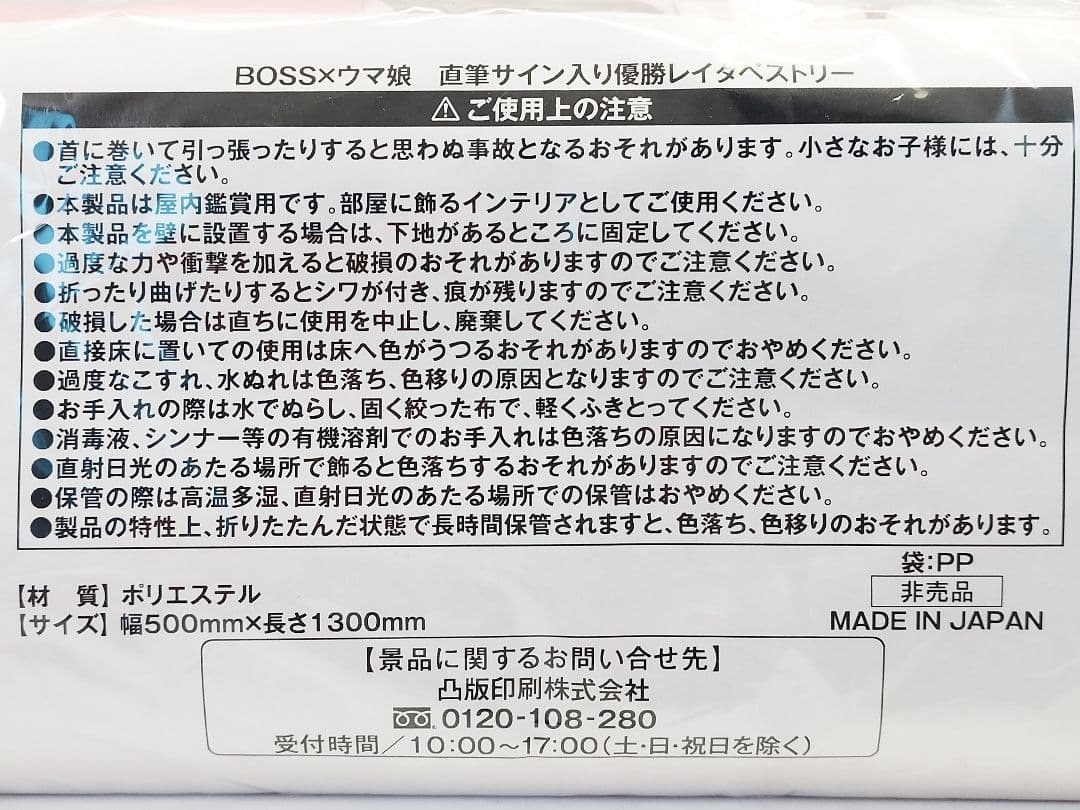 BOSS×ウマ娘　直筆サイン入り優勝レイタペストリー
⚠ご使用上の注意
●首に巻いて引っ張ったりすると思わぬ事故となるおそれがあります。小さなお子様には、十分
ご注意ください。
●本製品は屋内鑑賞用です。部屋に飾るインテリアとしてご使用ください。
●本製品を壁に設置する場合は、下地があるところに固定してください。
●過度な力や衝撃を加えると破損のおそれがありますのでご注意ください。
●折ったり曲げたりするとシワが付き、痕が残りますのでご注意ください。
●破損した場合は直ちに使用を中止し、廃棄してください。
●直接床に置いての使用は床へ色がうつるおそれがありますのでおやめください。
●過度なこすれ、水ぬれは色落ち、色移りの原因となりますのでご注意ください。
●お手入れの際は水でぬらし、固く絞った布で、軽くふきとってください。
●消毒液、シンナー等の有機溶剤でのお手入れは色落ちの原因になりますのでおやめください。
●直射日光のあたる場所で飾ると色落ちするおそれがありますのでご注意ください。
●保管の際は高温多湿、直射日光のあたる場所での保管はおやめください。
●製品の特性上、折りたたんだ状態で長時間保管されますと、色落ち、色移りのおそれがあります。
【材　質】ポリエステル
【サイズ】幅500mm×長さ1300mm
袋:PP
非売品
MADE IN JAPAN
【景品に関するお問い合せ先】
凸版印刷株式会社
0120-108-280
受付時間／10:00〜17:00(土・日・祝日を除く)